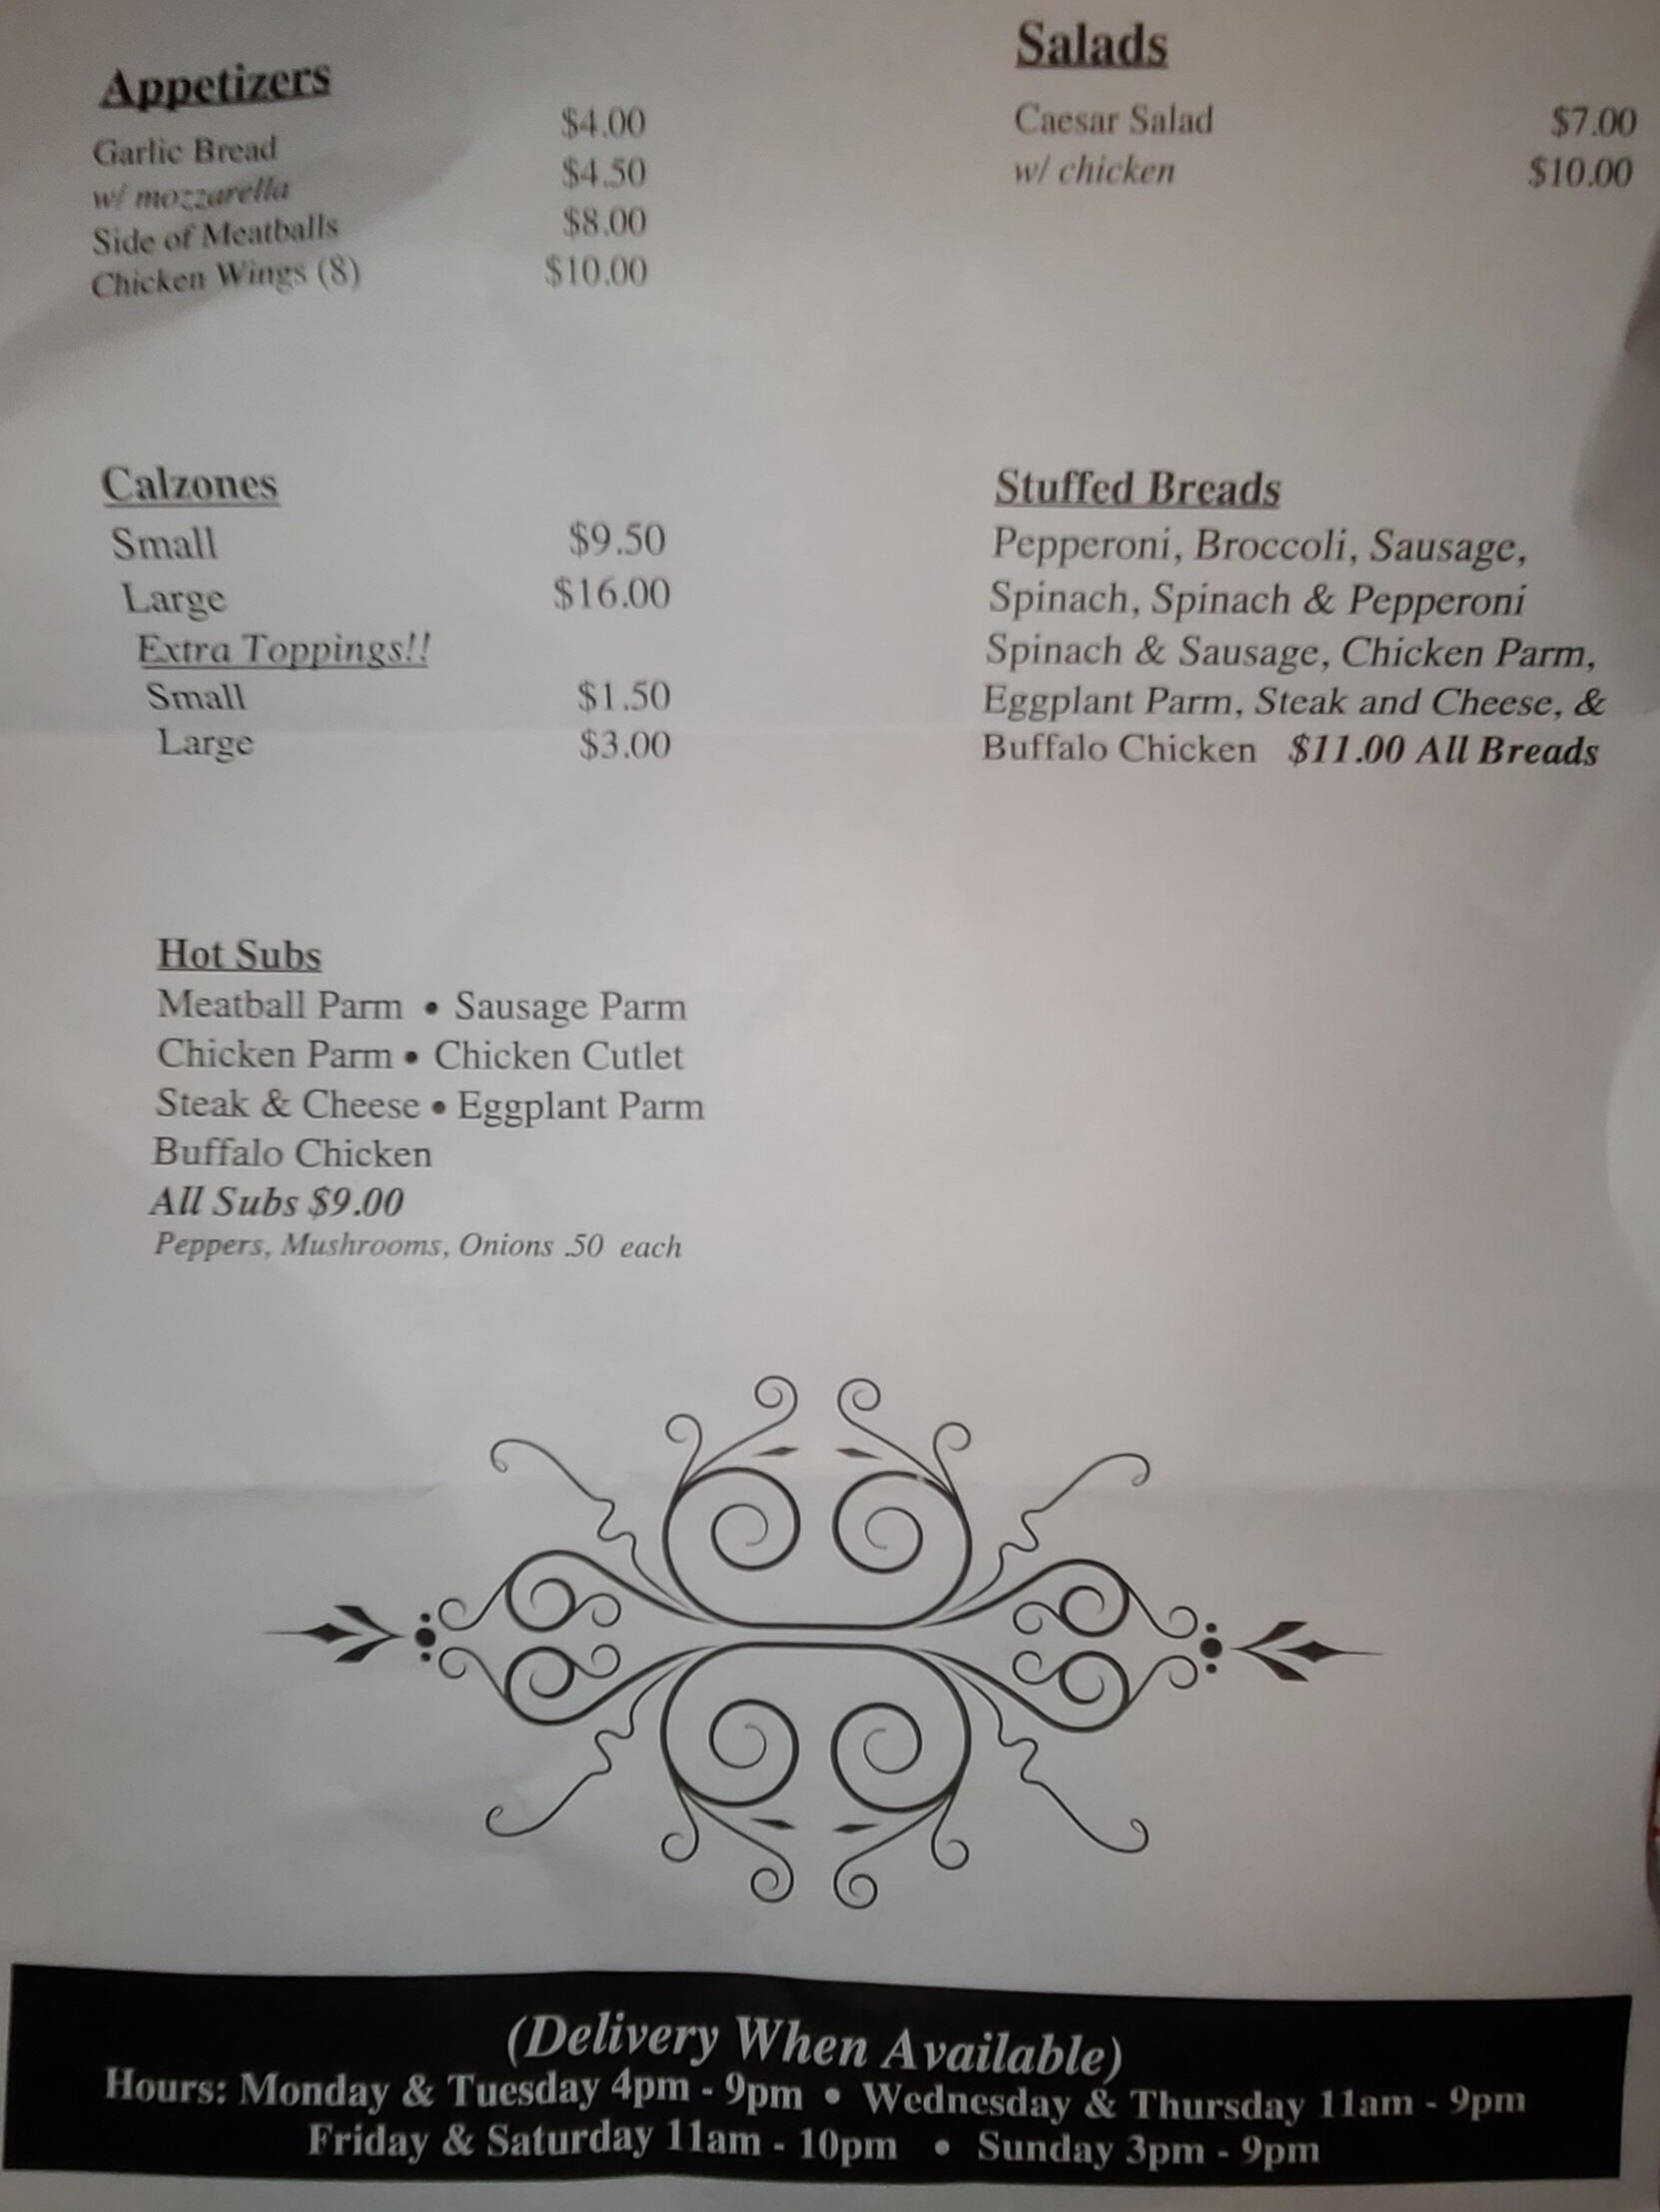 Appetizers
Garlic Bread $4.00
w/ mozzarella $4.50
Side of Meatballs $8.00
Chicken Wings (8) $10.00
Salads
Caesar Salad $7.00
w/ chicken $10.00
Calzones
Small $9.50
Large $16.00
Extra Toppings!!
Small $1.50
Large $3.00
Stuffed Breads
Pepperoni, Broccoli, Sausage,
Spinach, Spinach & Pepperoni
Spinach & Sausage, Chicken Parm,
Eggplant Parm, Steak and Cheese, &
Buffalo Chicken $11.00 All Breads
Hot Subs
Meatball Parm • Sausage Parm
Chicken Parm • Chicken Cutlet
Steak & Cheese • Eggplant Parm
Buffalo Chicken
All Subs $9.00
Peppers, Mushrooms, Onions .50 each
(Delivery When Available)
Hours: Monday & Tuesday 4pm - 9pm • Wednesday & Thursday 11am - 9pm
Friday & Saturday 11am - 10pm • Sunday 3pm - 9pm